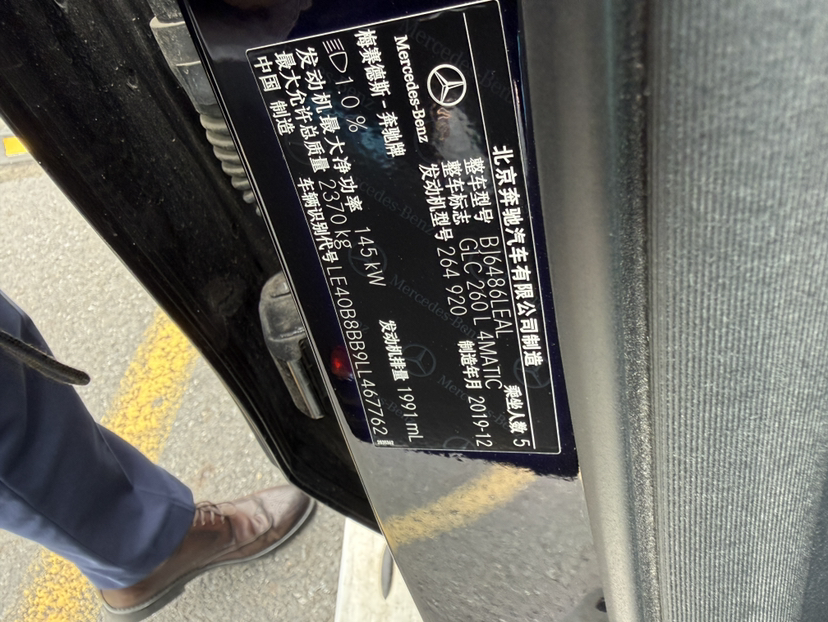 北京奔驰汽车有限公司制造
Mercedes-Benz
梅赛德斯-奔驰牌
整车型号 BJ6486LEAL 乘坐人数 5
整车标志 GLC 260 L 4MATIC
发动机型号 264 920 制造年月 2019-12
1.0 %
发动机最大净功率 145 kW 发动机排量 1991 mL
最大允许总质量 2370 kg
中国 制造 车辆识别代号 LE40B8BB9LL467762